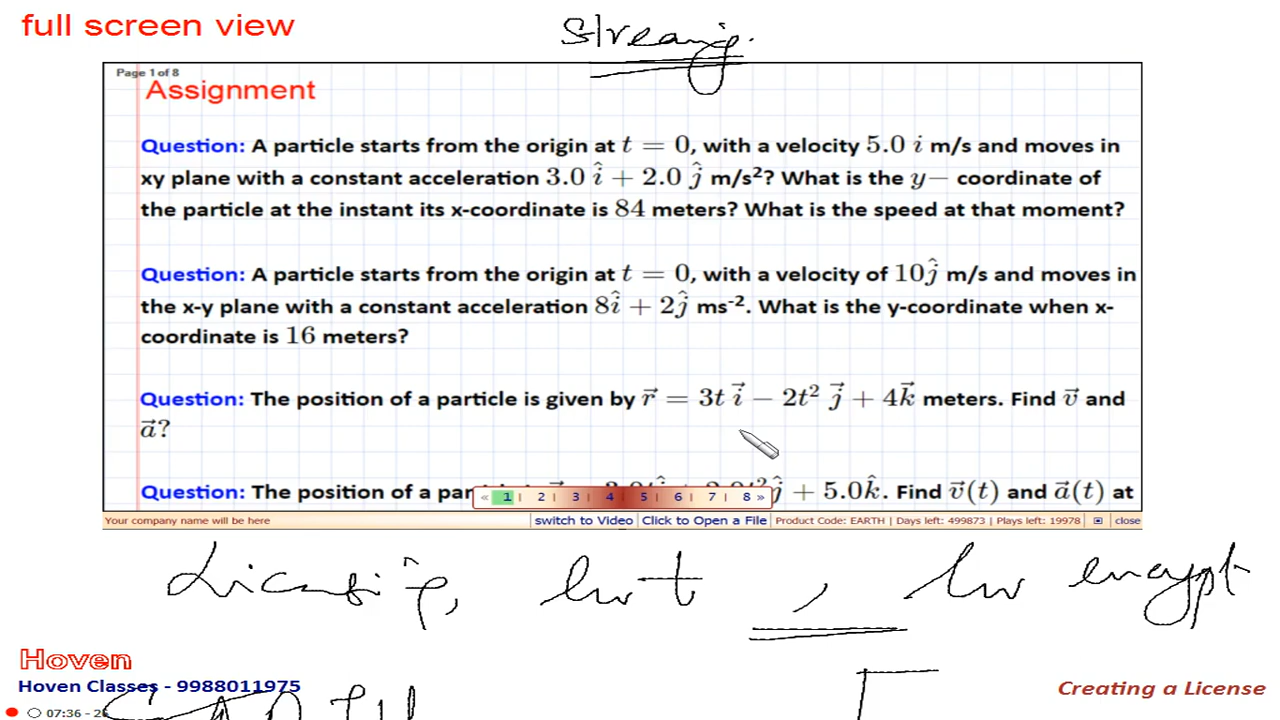 full screen view
Page 1 of 8
Assignment
Question: A particle starts from the origin at t = 0, with a velocity 5.0 i m/s and moves in
xy plane with a constant acceleration 3.0 î + 2.0 ĵ m/s²? What is the y− coordinate of
the particle at the instant its x-coordinate is 84 meters? What is the speed at that moment?
Question: A particle starts from the origin at t = 0, with a velocity of 10ĵ m/s and moves in
the x-y plane with a constant acceleration 8î + 2ĵ ms⁻². What is the y-coordinate when x-
coordinate is 16 meters?
Question: The position of a particle is given by r⃗ = 3t i⃗ − 2t² j⃗ + 4k⃗ meters. Find v⃗ and
a⃗?
Question: The position of a par ĵ + 5.0k̂. Find v⃗(t) and a⃗(t) at
« 1 | 2 | 3 | 4 | 5 | 6 | 7 | 8 »
Your company name will be here switch to Video | Click to Open a File | Product Code: EARTH | Days left: 499873 | Plays left: 19978 | close
encrypt
Hoven
Hoven Classes - 9988011975
Creating a License
07:36 - 2